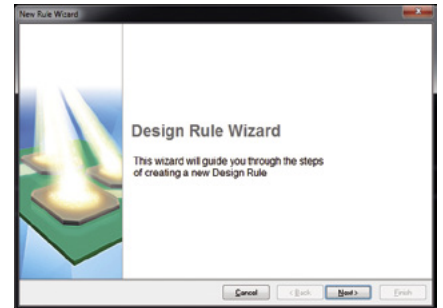 New Rule Wizard
Design Rule Wizard
This wizard will guide you through the steps
of creating a new Design Rule
Cancel < Back Next > Finish